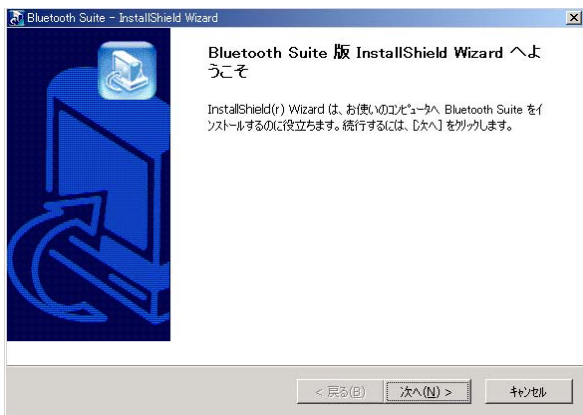 Bluetooth Suite - InstallShield Wizard
Bluetooth Suite 版 InstallShield Wizard へよ
うこそ
InstallShield(r) Wizard は、お使いのｺﾝﾋﾟｭｰﾀへ Bluetooth Suite をイ
ンストールするのに役立ちます。続行するには、[次へ] をｸﾘｯｸします。
< 戻る(B)
次へ(N) >
ｷｬﾝｾﾙ